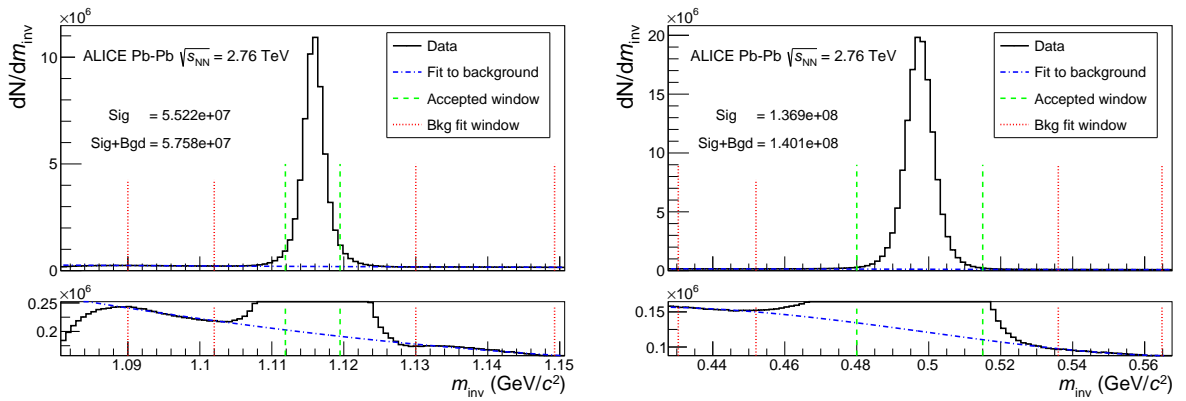 ×10⁶
dN/dm_inv
10
5
0
ALICE Pb-Pb √s_NN = 2.76 TeV
Sig = 5.522e+07
Sig+Bgd = 5.758e+07
Data
Fit to background
Accepted window
Bkg fit window
×10⁶
0.25
0.2
1.09 1.1 1.11 1.12 1.13 1.14 1.15
m_inv (GeV/c²)
×10⁶
dN/dm_inv
20
15
10
5
0
ALICE Pb-Pb √s_NN = 2.76 TeV
Sig = 1.369e+08
Sig+Bgd = 1.401e+08
Data
Fit to background
Accepted window
Bkg fit window
×10⁶
0.15
0.1
0.44 0.46 0.48 0.5 0.52 0.54 0.56
m_inv (GeV/c²)